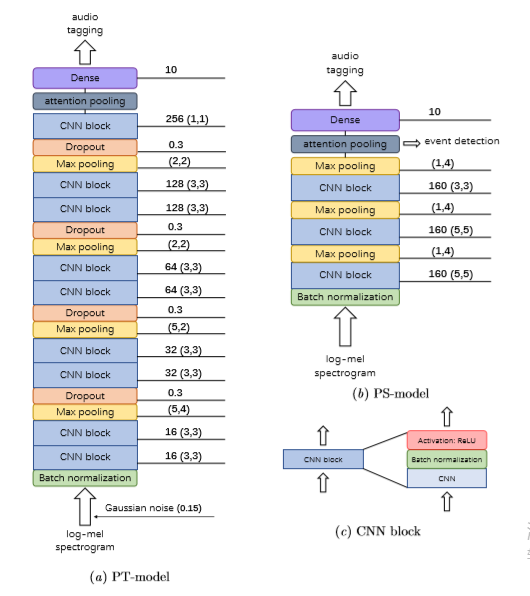 audio
tagging
Dense 10
attention pooling
CNN block 256 (1,1)
Dropout 0.3
Max pooling (2,2)
CNN block 128 (3,3)
CNN block 128 (3,3)
Dropout 0.3
Max pooling (2,2)
CNN block 64 (3,3)
CNN block 64 (3,3)
Dropout 0.3
Max pooling (5,2)
CNN block 32 (3,3)
CNN block 32 (3,3)
Dropout 0.3
Max pooling (5,4)
CNN block 16 (3,3)
CNN block 16 (3,3)
Batch normalization
Gaussian noise (0.15)
log-mel
spectrogram
(a) PT-model
audio
tagging
Dense 10
attention pooling event detection
Max pooling (1,4)
CNN block 160 (3,3)
Max pooling (1,4)
CNN block 160 (5,5)
Max pooling (1,4)
CNN block 160 (5,5)
Batch normalization
log-mel
spectrogram
(b) PS-model
CNN block
Activation: ReLU
Batch normalization
CNN
(c) CNN block